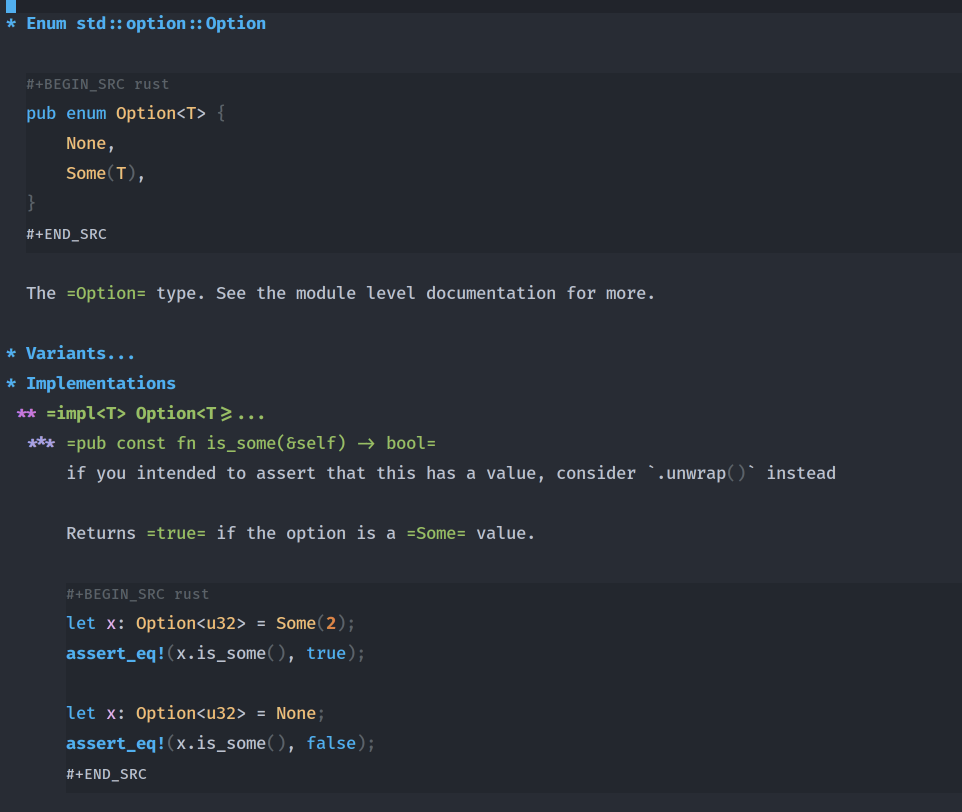 * Enum std::option::Option
#+BEGIN_SRC rust
pub enum Option<T> {
None,
Some(T),
}
#+END_SRC
The =Option= type. See the module level documentation for more.
* Variants...
* Implementations
** =impl<T> Option<T>=...
*** =pub const fn is_some(&self) -> bool=
if you intended to assert that this has a value, consider `.unwrap()` instead
Returns =true= if the option is a =Some= value.
#+BEGIN_SRC rust
let x: Option<u32> = Some(2);
assert_eq!(x.is_some(), true);
let x: Option<u32> = None;
assert_eq!(x.is_some(), false);
#+END_SRC